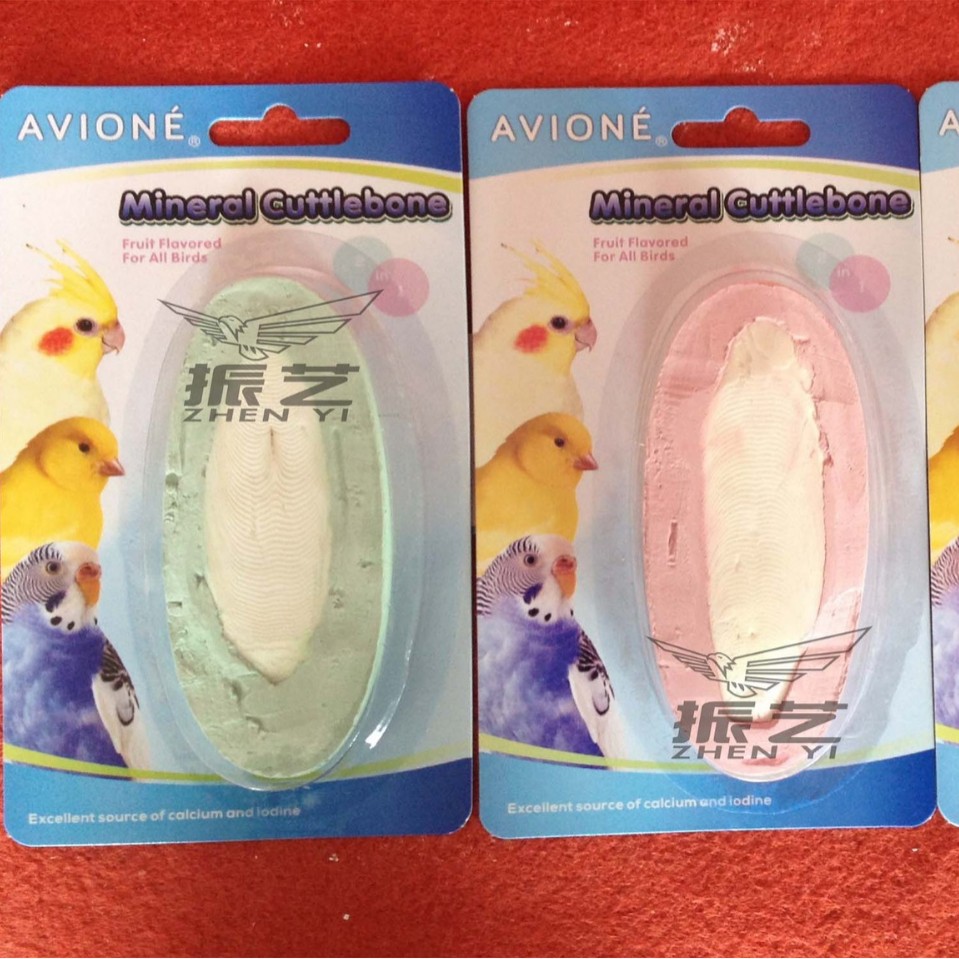 AVIONÉ®
Mineral Cuttlebone
Fruit Flavored
For All Birds
振艺
ZHEN YI
Excellent source of calcium and iodine
AVIONÉ®
Mineral Cuttlebone
Fruit Flavored
For All Birds
振艺
ZHEN YI
Excellent source of calcium and iodine
A